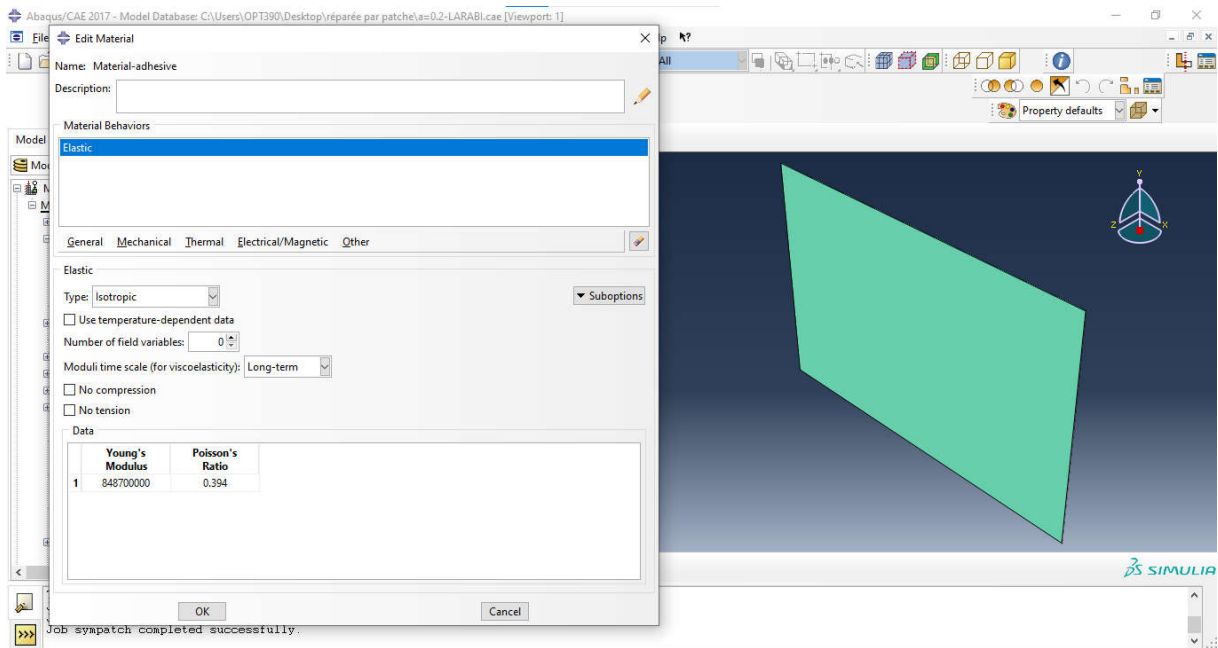 Abaqus/CAE 2017 - Model Database: C:\Users\OPT390\Desktop\réparée par patche\a=0.2-LARABI.cae [Viewport: 1]
File
Edit Material
Name: Material-adhesive
All
Description:
Property defaults
Material Behaviors
Model
Elastic
General Mechanical Thermal Electrical/Magnetic Other
Elastic
Type: Isotropic
Suboptions
Use temperature-dependent data
Number of field variables: 0
Moduli time scale (for viscoelasticity): Long-term
No compression
No tension
Data
Young's Poisson's
Modulus Ratio
1 848700000 0.394
Y
Z X
SIMULIA
OK Cancel
Job sympatch completed successfully.